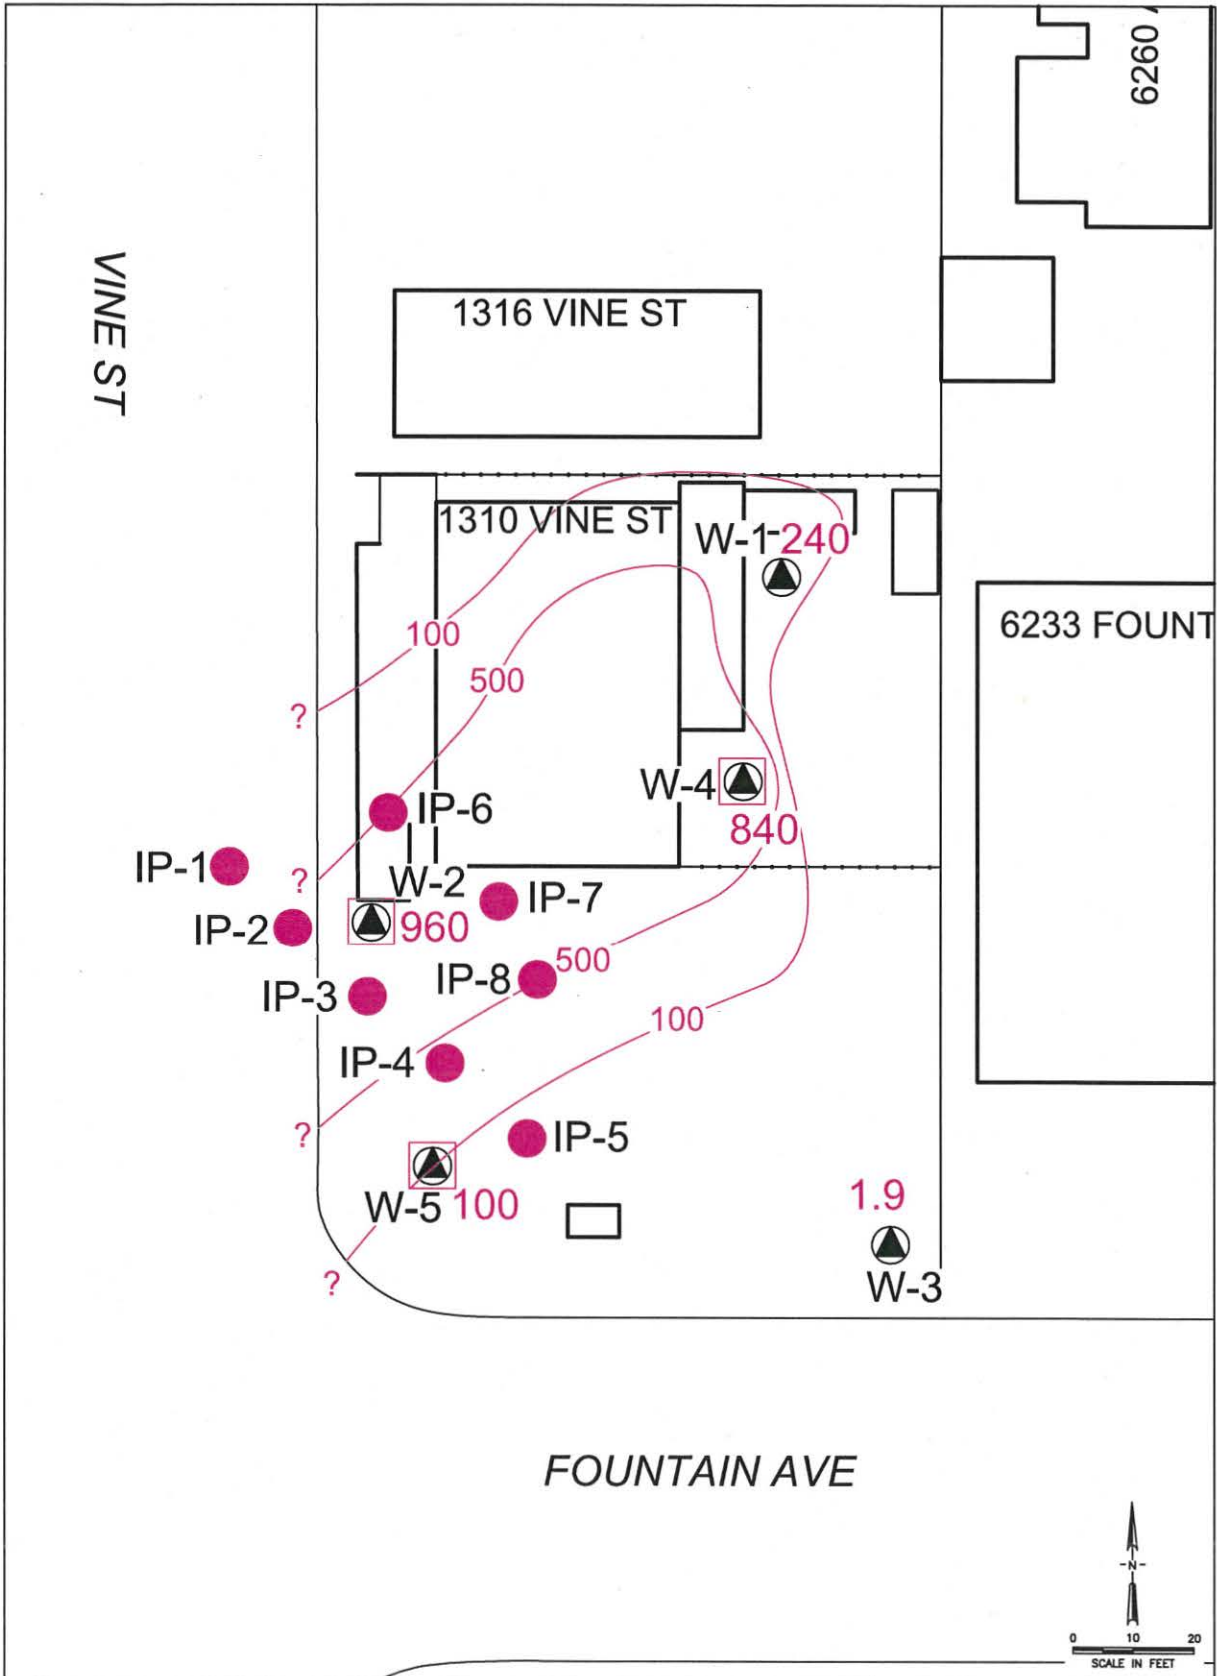 6260
VINE ST
1316 VINE ST
1310 VINE ST
W-1
240
6233 FOUNT
100
500
?
W-4
840
IP-6
IP-1
?
W-2
IP-7
IP-2
960
500
IP-8
IP-3
100
IP-4
?
IP-5
W-5
100
1.9
W-3
?
FOUNTAIN AVE
N
0 10 20
SCALE IN FEET